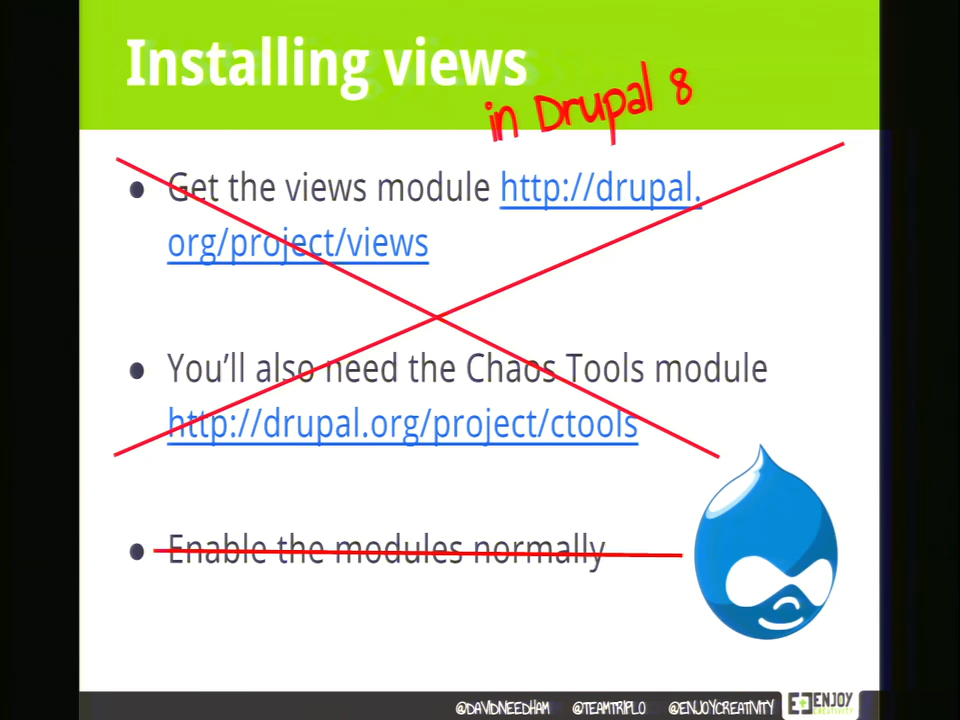 Installing views
in Drupal 8
● Get the views module http://drupal.
org/project/views
● You'll also need the Chaos Tools module
http://drupal.org/project/ctools
● Enable the modules normally
@DAVIDNEEDHAM @TEAMTRIPLO @ENJOYCREATIVITY E+ ENJOY
CREATIVITY